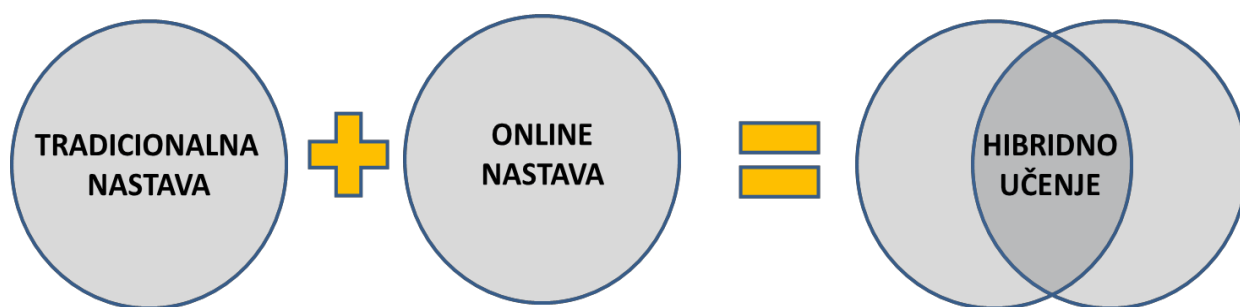 TRADICIONALNA
NASTAVA
ONLINE
NASTAVA
HIBRIDNO
UČENJE